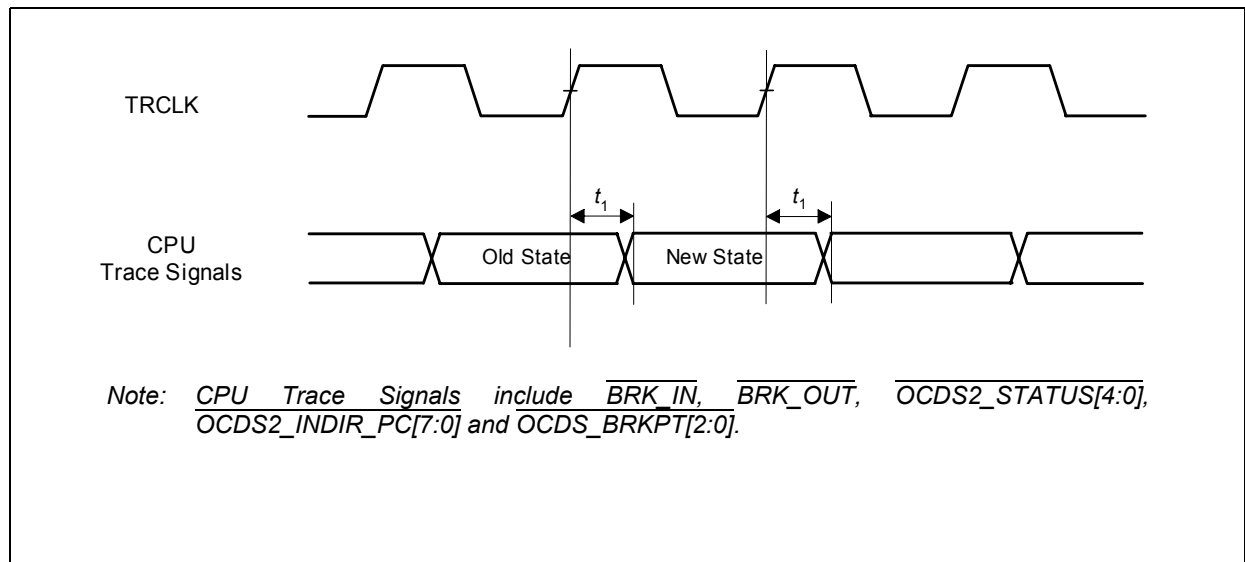 TRCLK
t1
t1
CPU
Trace Signals
Old State
New State
Note: CPU Trace Signals include BRK_IN, BRK_OUT, OCDS2_STATUS[4:0],
OCDS2_INDIR_PC[7:0] and OCDS_BRKPT[2:0].